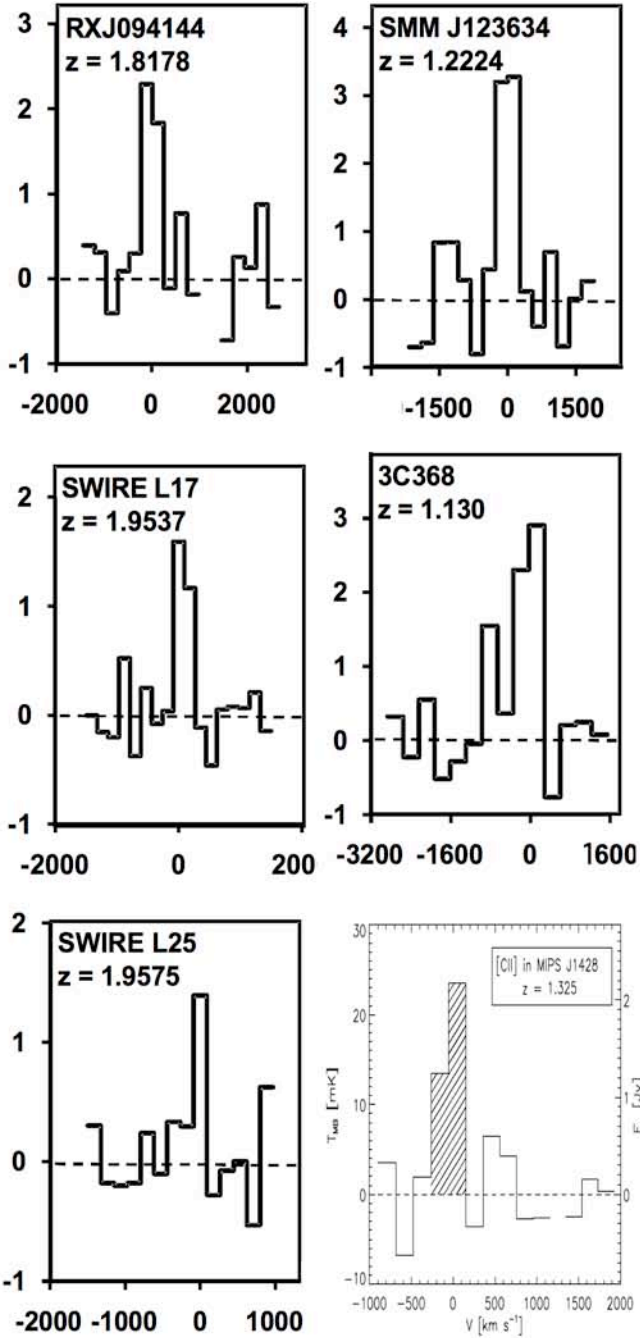 RXJ094144
z = 1.8178
3
2
1
0
-1
-2000 0 2000
SMM J123634
z = 1.2224
4
3
2
1
0
-1
-1500 0 1500
SWIRE L17
z = 1.9537
2
1
0
-1
-2000 0 200
3C368
z = 1.130
3
2
1
0
-1
-3200 -1600 0 1600
SWIRE L25
z = 1.9575
2
1
0
-1
-2000 -1000 0 1000
[CII] in MIPS J1428
z = 1.325
30
20
10
0
-10
T_MB [mK]
2
1
0
-1000 -500 0 500 1000 1500 2000
V [km s⁻¹]